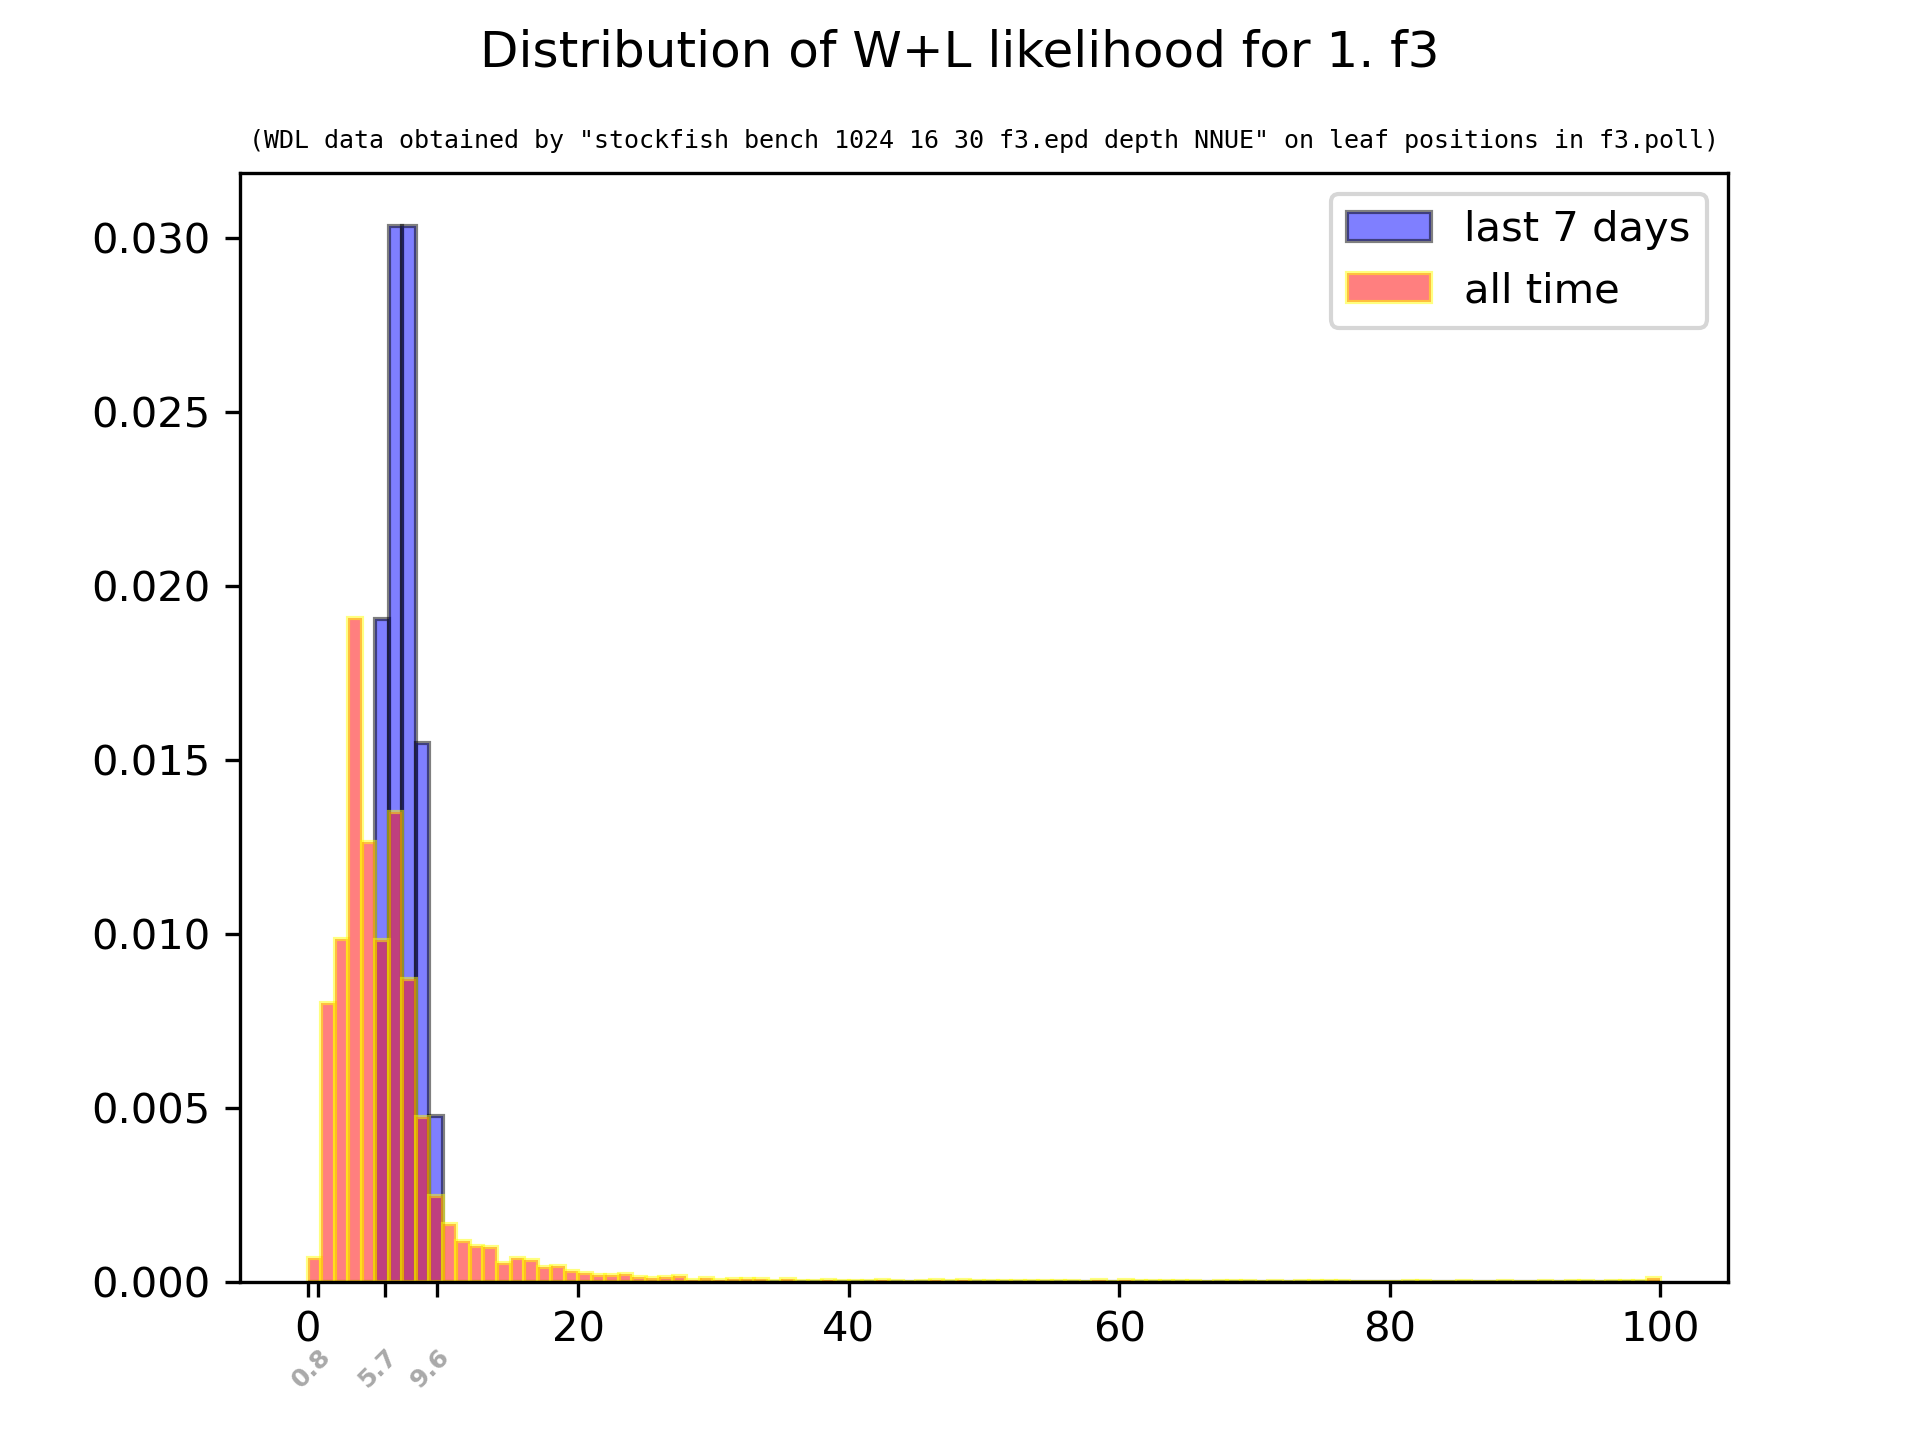 Distribution of W+L likelihood for 1. f3
(WDL data obtained by "stockfish bench 1024 16 30 f3.epd depth NNUE" on leaf positions in f3.poll)
last 7 days
all time
0.030
0.025
0.020
0.015
0.010
0.005
0.000
0 20 40 60 80 100
0.8 5.7 9.6